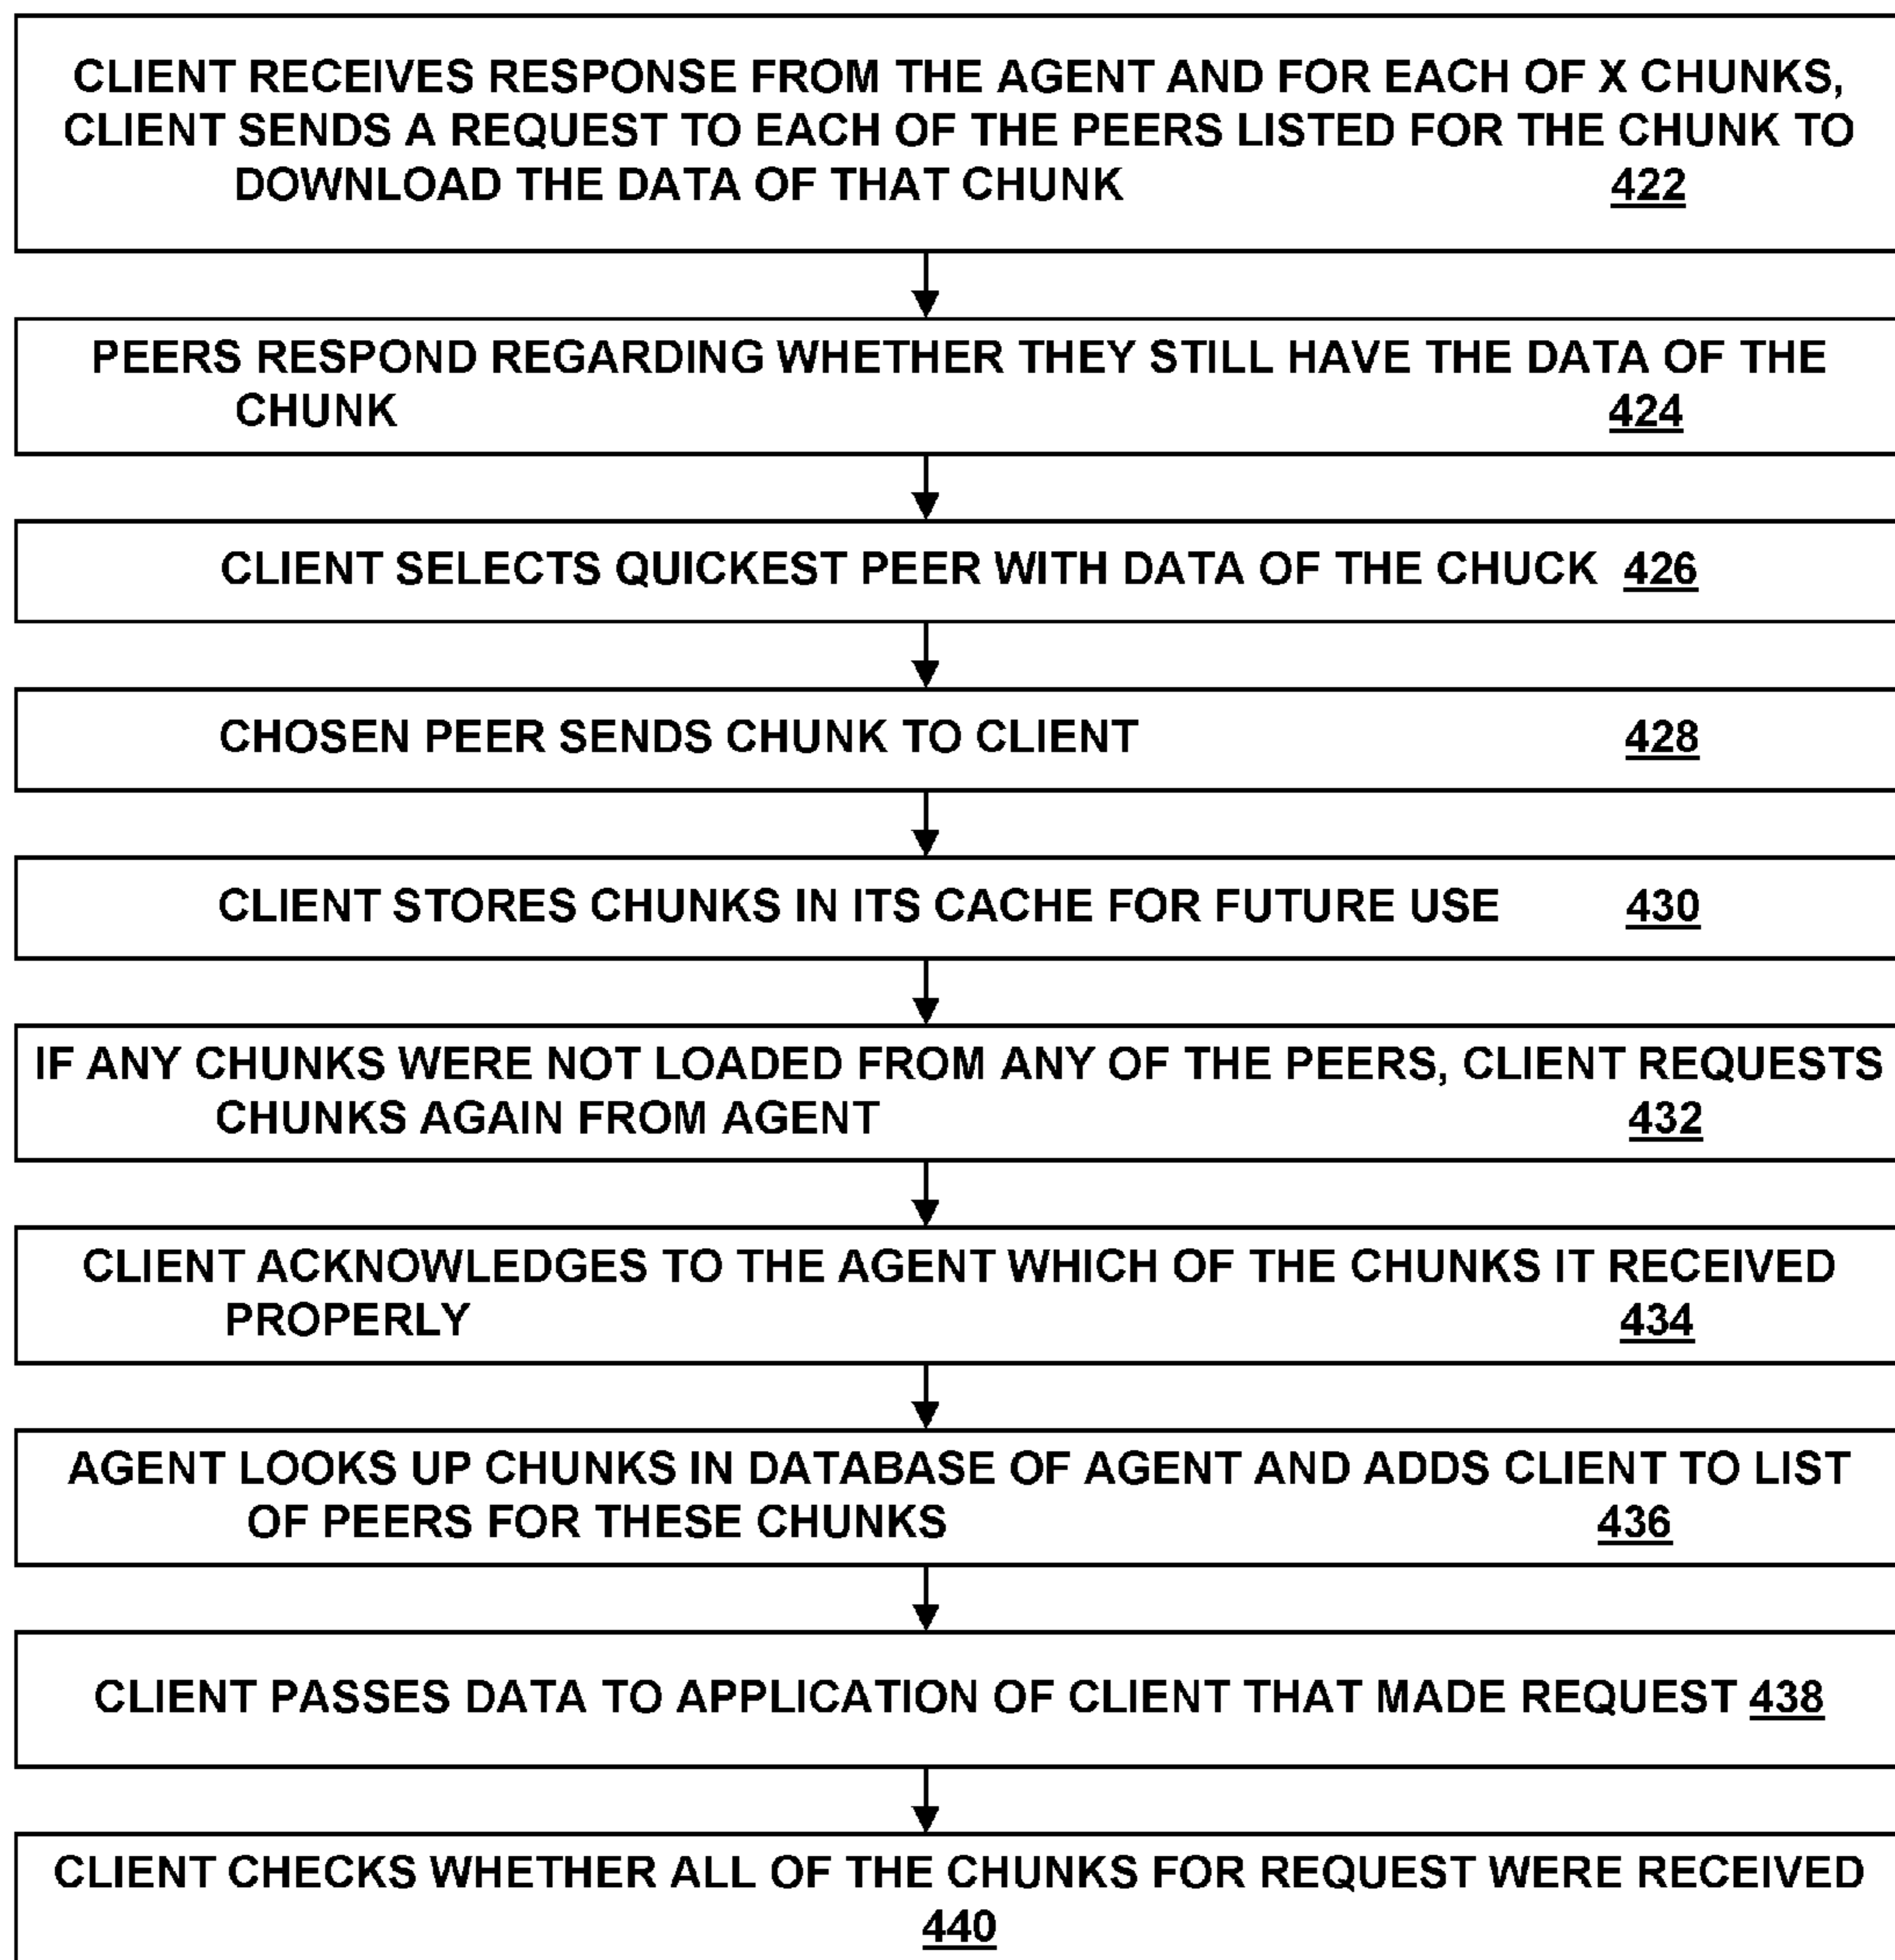 CLIENT RECEIVES RESPONSE FROM THE AGENT AND FOR EACH OF X CHUNKS,
CLIENT SENDS A REQUEST TO EACH OF THE PEERS LISTED FOR THE CHUNK TO
DOWNLOAD THE DATA OF THAT CHUNK 422
PEERS RESPOND REGARDING WHETHER THEY STILL HAVE THE DATA OF THE
CHUNK 424
CLIENT SELECTS QUICKEST PEER WITH DATA OF THE CHUCK 426
CHOSEN PEER SENDS CHUNK TO CLIENT 428
CLIENT STORES CHUNKS IN ITS CACHE FOR FUTURE USE 430
IF ANY CHUNKS WERE NOT LOADED FROM ANY OF THE PEERS, CLIENT REQUESTS
CHUNKS AGAIN FROM AGENT 432
CLIENT ACKNOWLEDGES TO THE AGENT WHICH OF THE CHUNKS IT RECEIVED
PROPERLY 434
AGENT LOOKS UP CHUNKS IN DATABASE OF AGENT AND ADDS CLIENT TO LIST
OF PEERS FOR THESE CHUNKS 436
CLIENT PASSES DATA TO APPLICATION OF CLIENT THAT MADE REQUEST 438
CLIENT CHECKS WHETHER ALL OF THE CHUNKS FOR REQUEST WERE RECEIVED
440